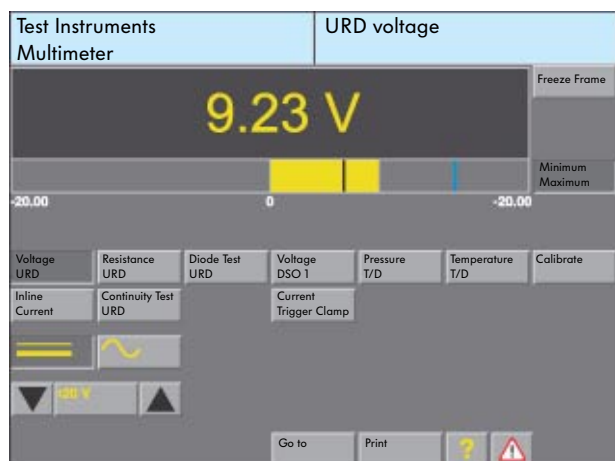 Test Instruments
Multimeter
URD voltage
Freeze Frame
9.23 V
Minimum
Maximum
-20.00
0
-20.00
Voltage
URD
Resistance
URD
Diode Test
URD
Voltage
DSO 1
Pressure
T/D
Temperature
T/D
Calibrate
Inline
Current
Continuity Test
URD
Current
Trigger Clamp
±20 V
Go to
Print
?